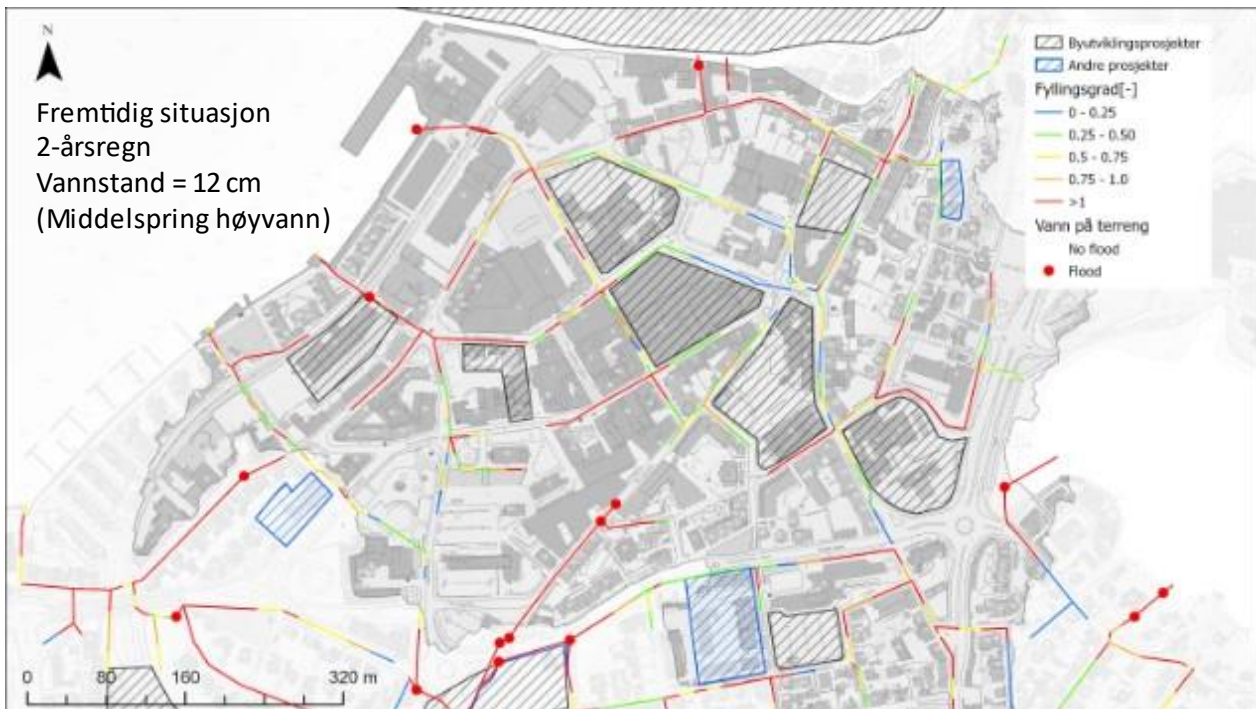 N
Fremtidig situasjon
2-årsregn
Vannstand = 12 cm
(Middelspring høyvann)
Byutviklingsprosjekter
Andre prosjekter
Fyllingsgrad[-]
0 - 0.25
0.25 - 0.50
0.5 - 0.75
0.75 - 1.0
>1
Vann på terreng
No flood
Flood
0 80 160 320 m